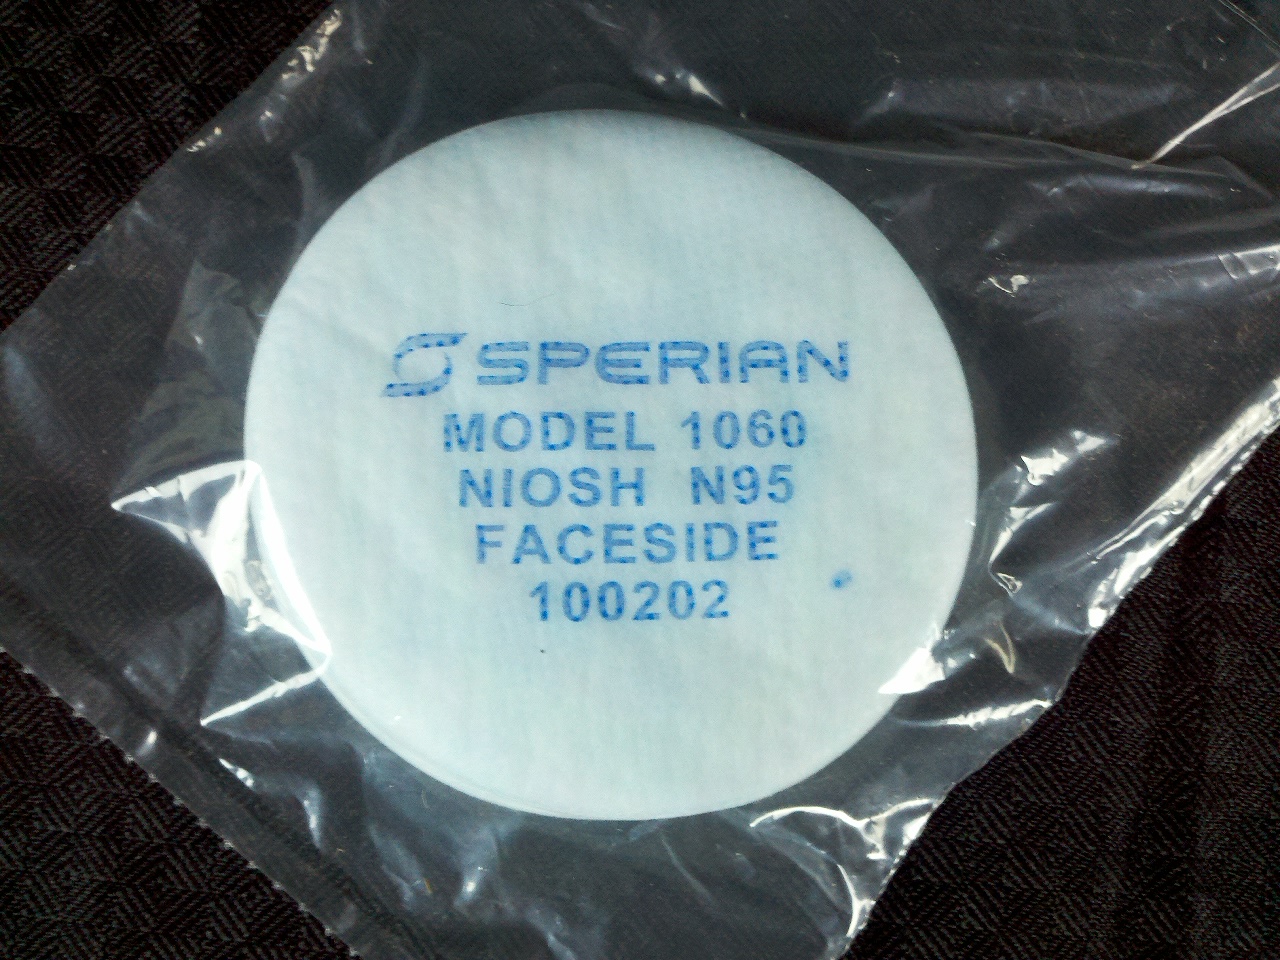 SPERIAN
MODEL 1060
NIOSH N95
FACESIDE
100202